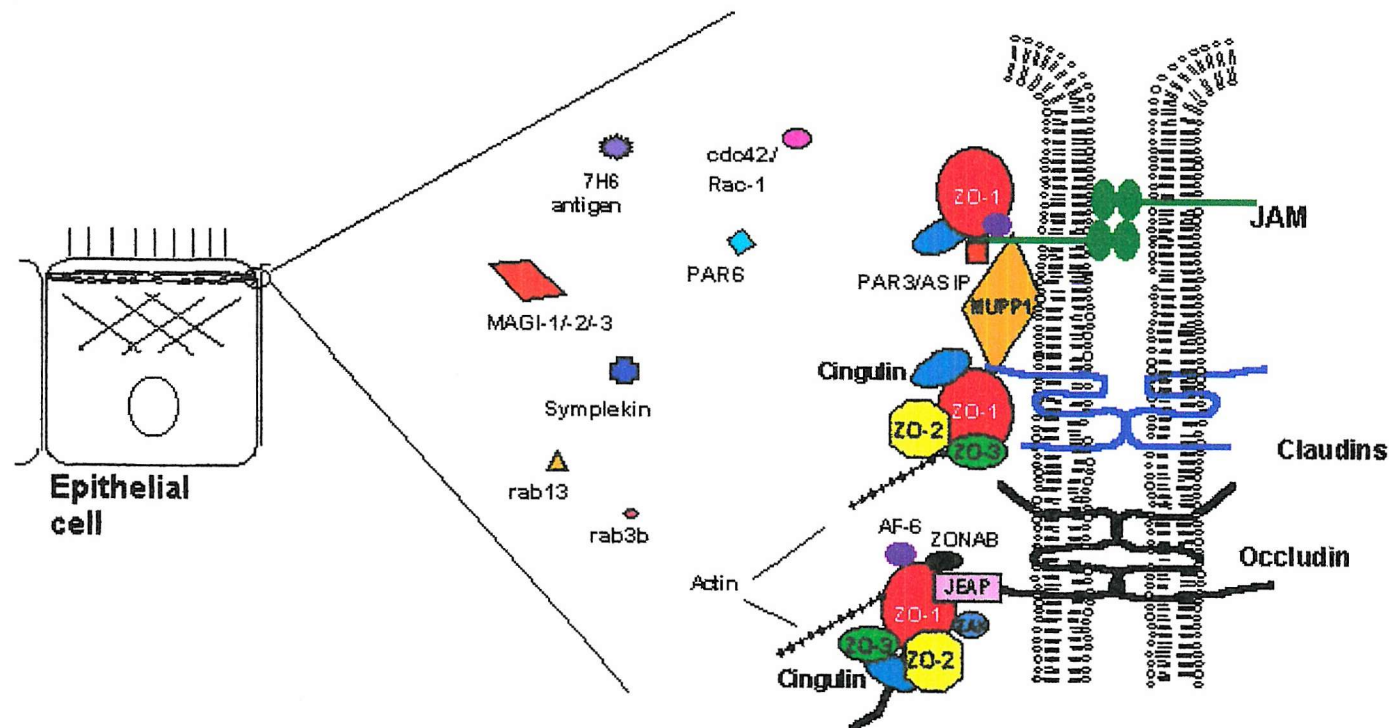 7H6
antigen
cdc42/
Rac-1
ZO-1
JAM
PAR6
PAR3/ASIP
MAGI-1/-2/-3
MUPP1
Cingulin
ZO-1
Symplekin
ZO-2
ZO-3
Claudins
Epithelial
cell
rab13
rab3b
AF-6
ZONAB
Occludin
Actin
JEAP
ZO-1
ZAK
ZO-3
ZO-2
Cingulin